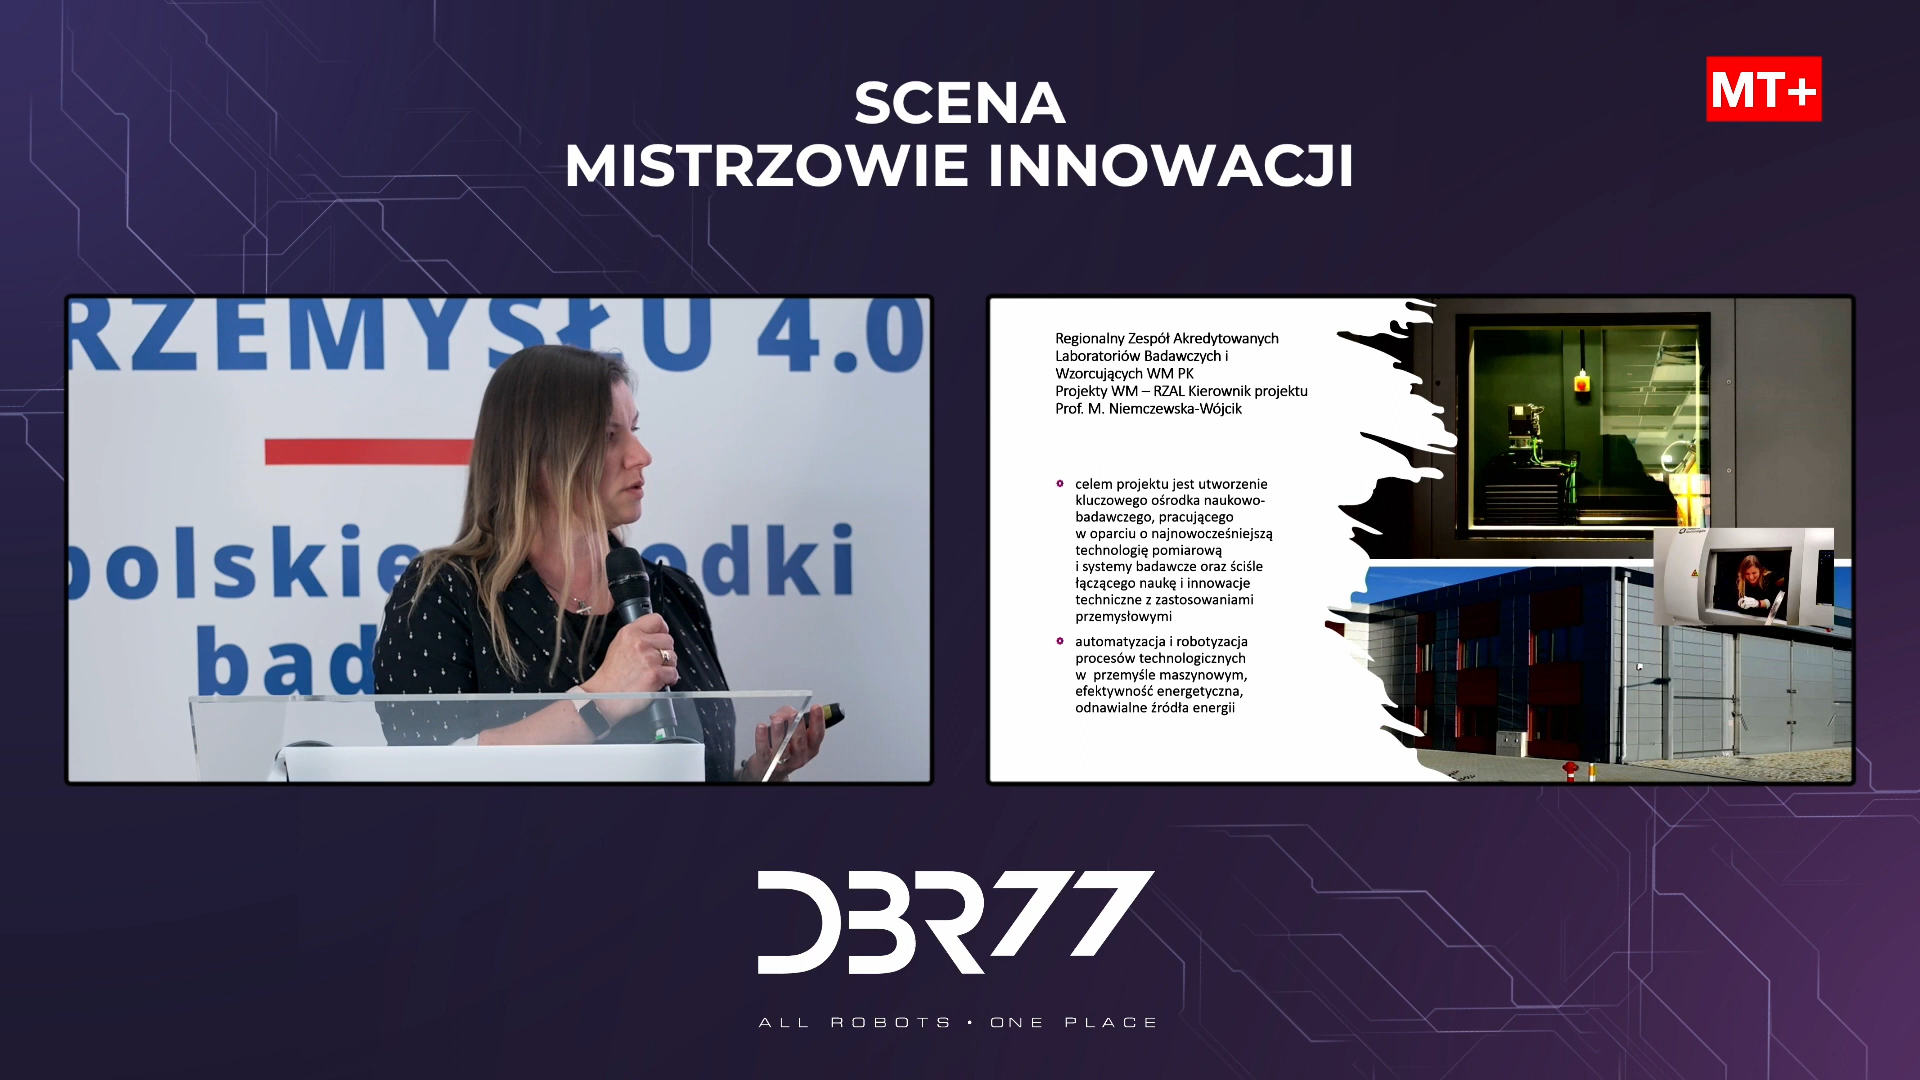 SCENA
MISTRZOWIE INNOWACJI
MT+
RZEMYSŁU 4.0
polskie odki
bad
Regionalny Zespół Akredytowanych
Laboratoriów Badawczych i
Wzorcujących WM PK
Projekty WM – RZAL Kierownik projektu
Prof. M. Niemczewska-Wójcik
celem projektu jest utworzenie
kluczowego ośrodka naukowo-
badawczego, pracującego
w oparciu o najnowocześniejszą
technologię pomiarową
i systemy badawcze oraz ściśle
łączącego naukę i innowacje
techniczne z zastosowaniami
przemysłowymi
automatyzacja i robotyzacja
procesów technologicznych
w przemyśle maszynowym,
efektywność energetyczna,
odnawialne źródła energii
DBR77
ALL ROBOTS • ONE PLACE